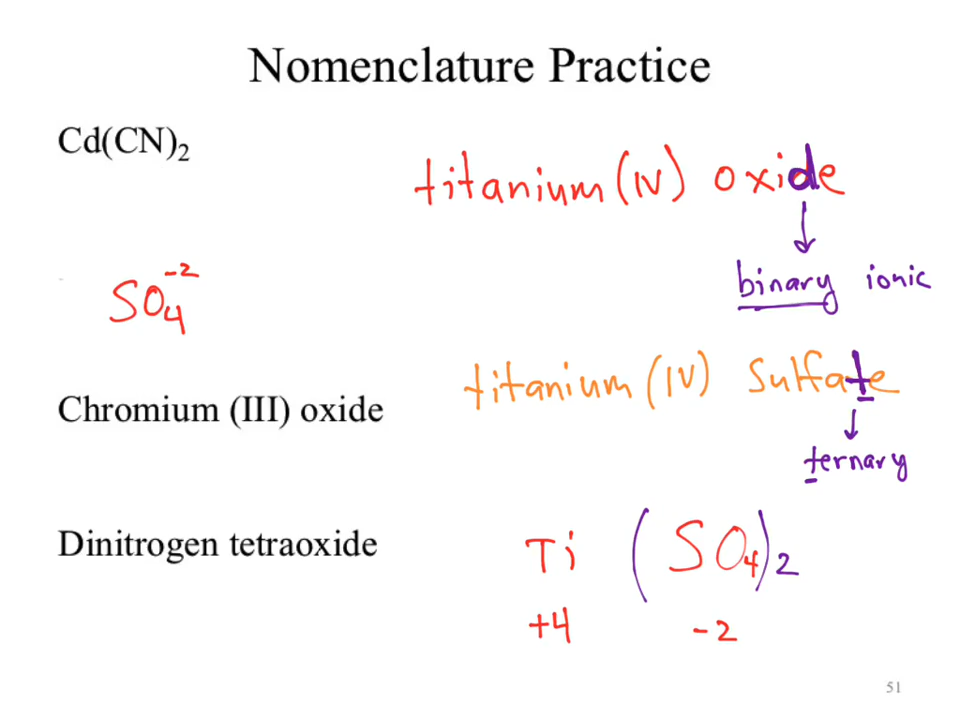 Nomenclature Practice
Cd(CN)₂
titanium (IV) oxide
binary ionic
SO₄⁻²
titanium (IV) sulfate
Chromium (III) oxide
ternary
Dinitrogen tetraoxide
Ti (SO₄)₂
+4 -2
51